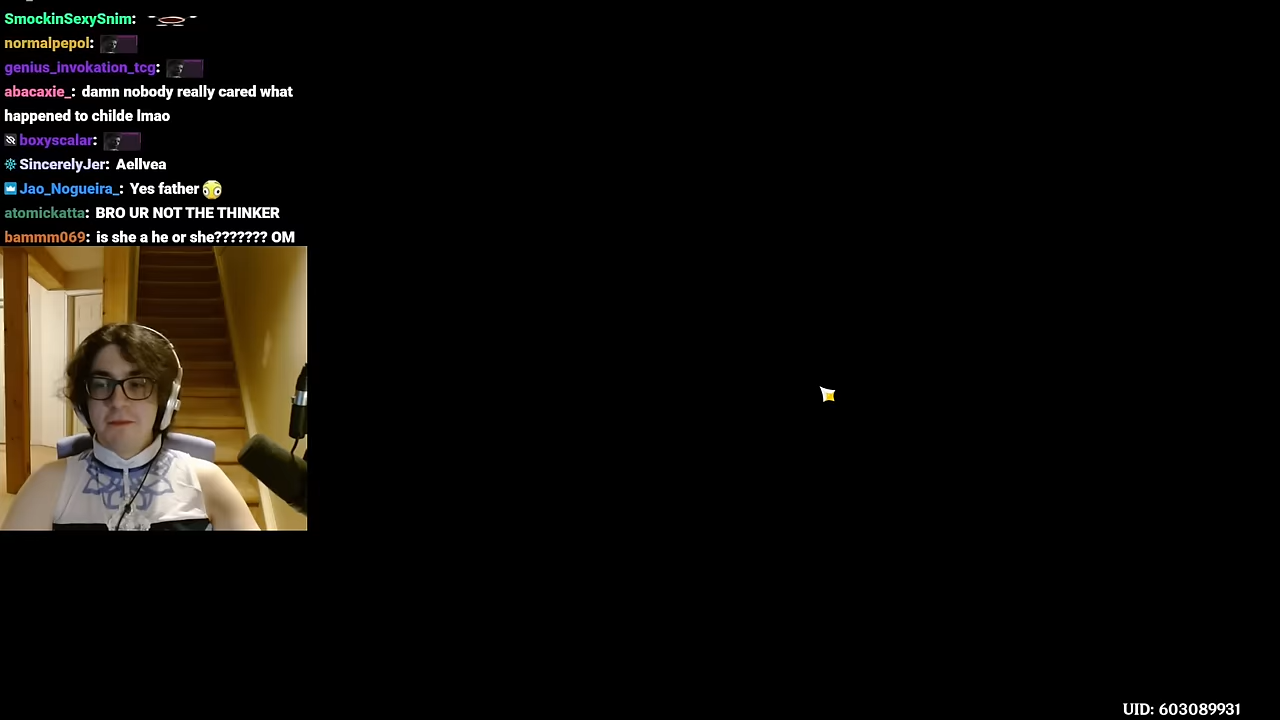 SmockinSexySnim:
normalpepol:
genius_invokation_tcg:
abacaxie_: damn nobody really cared what
happened to childe lmao
boxyscalar:
SincerelyJer: Aellvea
Jao_Nogueira_: Yes father
atomickatta: BRO UR NOT THE THINKER
bammm069: is she a he or she??????? OM
UID: 603089931